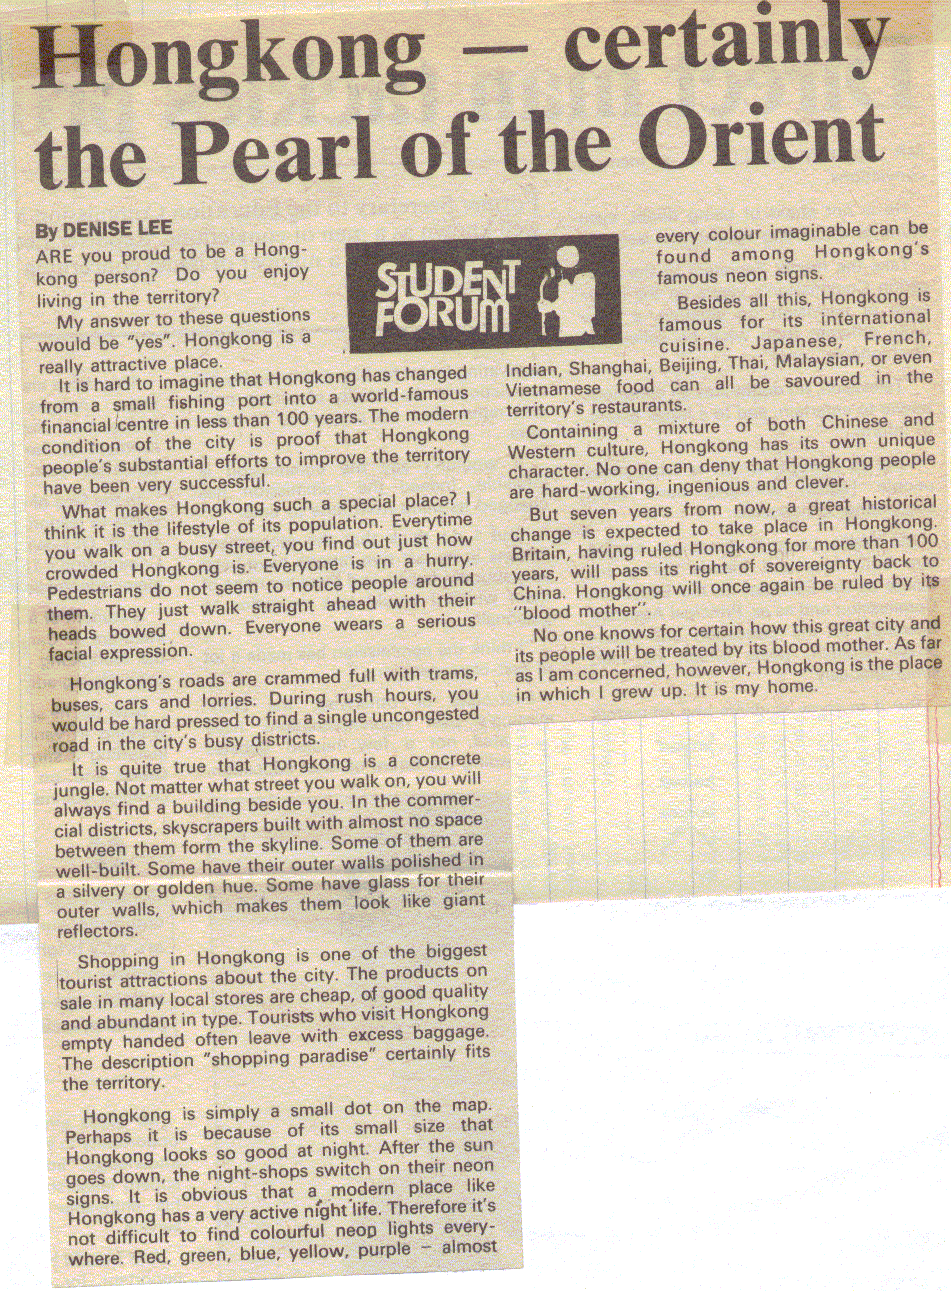 Hongkong — certainly
the Pearl of the Orient
By DENISE LEE
ARE you proud to be a Hong-
kong person? Do you enjoy
living in the territory?
My answer to these questions
would be "yes". Hongkong is a
really attractive place.
It is hard to imagine that Hongkong has changed
from a small fishing port into a world-famous
financial centre in less than 100 years. The modern
condition of the city is proof that Hongkong
people's substantial efforts to improve the territory
have been very successful.
What makes Hongkong such a special place? I
think it is the lifestyle of its population. Everytime
you walk on a busy street, you find out just how
crowded Hongkong is. Everyone is in a hurry.
Pedestrians do not seem to notice people around
them. They just walk straight ahead with their
heads bowed down. Everyone wears a serious
facial expression.
Hongkong's roads are crammed full with trams,
buses, cars and lorries. During rush hours, you
would be hard pressed to find a single uncongested
road in the city's busy districts.
It is quite true that Hongkong is a concrete
jungle. Not matter what street you walk on, you will
always find a building beside you. In the commer-
cial districts, skyscrapers built with almost no space
between them form the skyline. Some of them are
well-built. Some have their outer walls polished in
a silvery or golden hue. Some have glass for their
outer walls, which makes them look like giant
reflectors.
Shopping in Hongkong is one of the biggest
tourist attractions about the city. The products on
sale in many local stores are cheap, of good quality
and abundant in type. Tourists who visit Hongkong
empty handed often leave with excess baggage.
The description "shopping paradise" certainly fits
the territory.
Hongkong is simply a small dot on the map.
Perhaps it is because of its small size that
Hongkong looks so good at night. After the sun
goes down, the night-shops switch on their neon
signs. It is obvious that a modern place like
Hongkong has a very active night life. Therefore it's
not difficult to find colourful neon lights every-
where. Red, green, blue, yellow, purple — almost
STUDENT
FORUM
every colour imaginable can be
found among Hongkong's
famous neon signs.
Besides all this, Hongkong is
famous for its international
cuisine. Japanese, French,
Indian, Shanghai, Beijing, Thai, Malaysian, or even
Vietnamese food can all be savoured in the
territory's restaurants.
Containing a mixture of both Chinese and
Western culture, Hongkong has its own unique
character. No one can deny that Hongkong people
are hard-working, ingenious and clever.
But seven years from now, a great historical
change is expected to take place in Hongkong.
Britain, having ruled Hongkong for more than 100
years, will pass its right of sovereignty back to
China. Hongkong will once again be ruled by its
"blood mother".
No one knows for certain how this great city and
its people will be treated by its blood mother. As far
as I am concerned, however, Hongkong is the place
in which I grew up. It is my home.